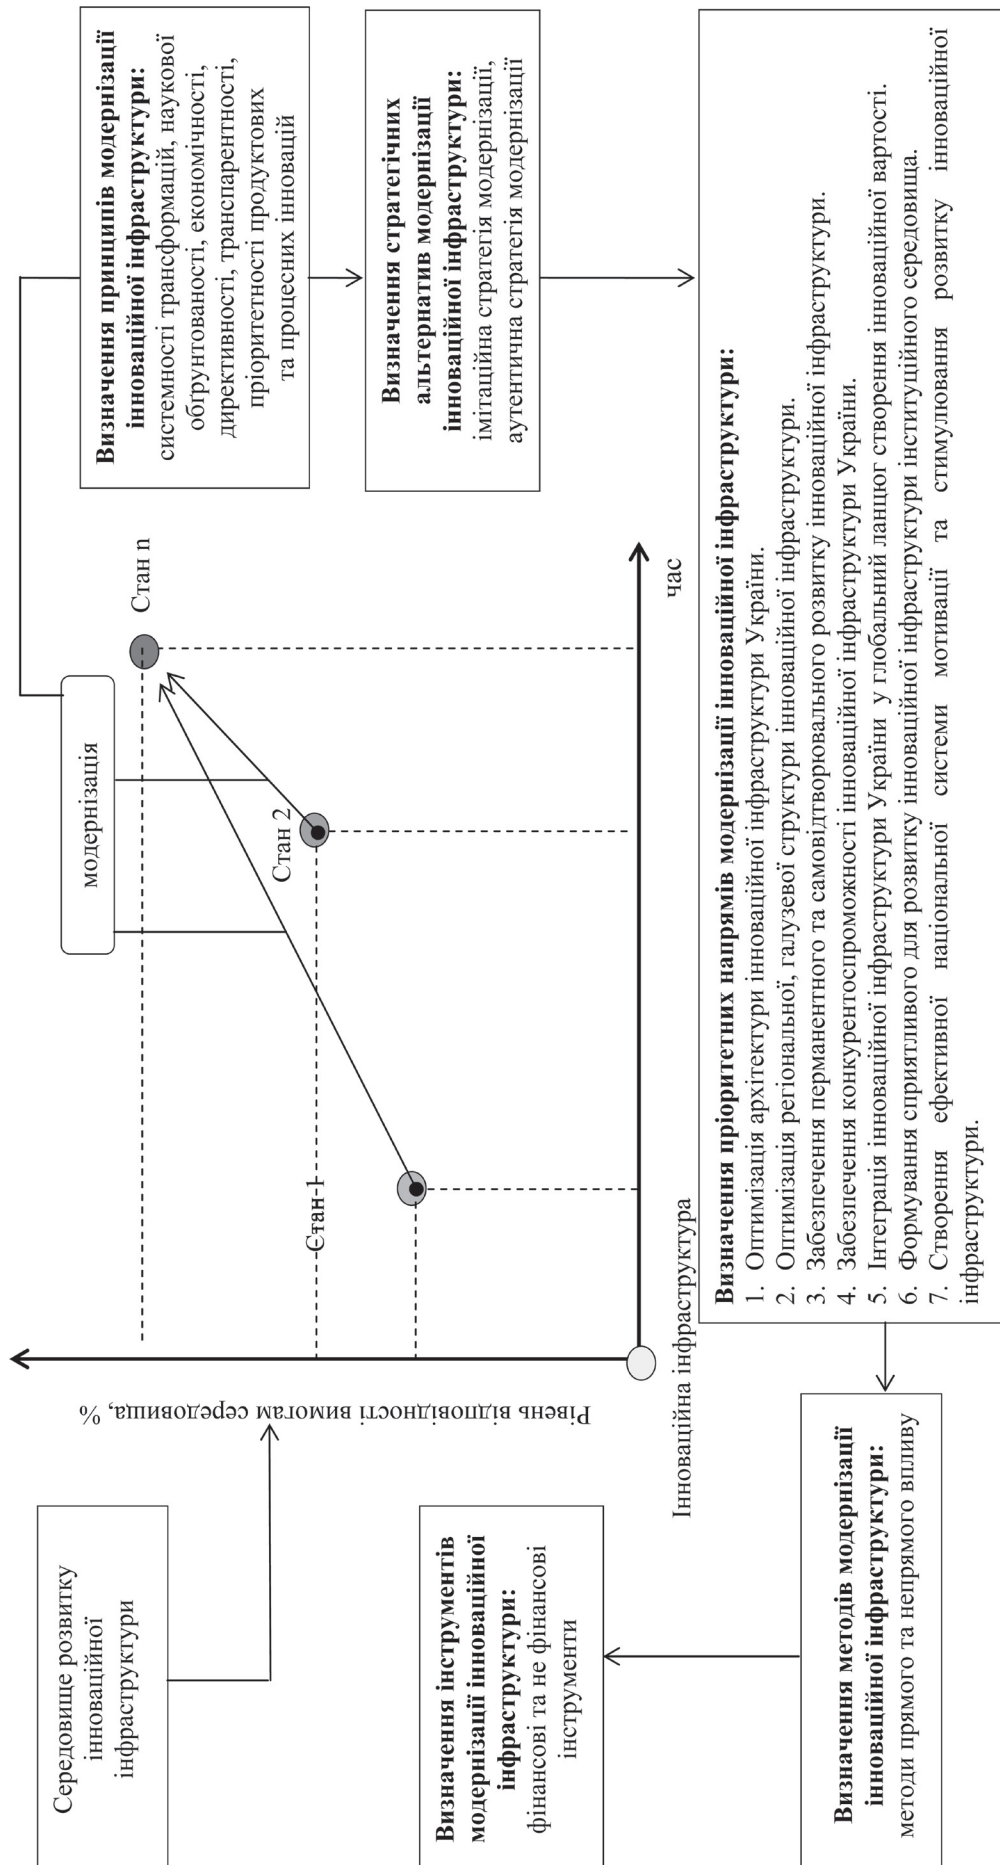 Середовище розвитку
інноваційної
інфраструктури
Рівень відповідності вимогам середовища, %
модернізація
Стан n
Стан 2
Стан 1
час
Інноваційна інфраструктура
Визначення принципів модернізації
інноваційної інфраструктури:
системності трансформацій, наукової
обґрунтованості, економічності,
директивності, транспарентності,
пріоритетності продуктових
та процесних інновацій
Визначення стратегічних
альтернатив модернізації
інноваційної інфраструктури:
імітаційна стратегія модернізації,
аутентична стратегія модернізації
Визначення пріоритетних напрямів модернізації інноваційної інфраструктури:
1. Оптимізація архітектури інноваційної інфраструктури України.
2. Оптимізація регіональної, галузевої структури інноваційної інфраструктури.
3. Забезпечення перманентного та самовідтворювального розвитку інноваційної інфраструктури.
4. Забезпечення конкурентоспроможності інноваційної інфраструктури України.
5. Інтеграція інноваційної інфраструктури України у глобальний ланцюг створення інноваційної вартості.
6. Формування сприятливого для розвитку інноваційної інфраструктури інституційного середовища.
7. Створення ефективної національної системи мотивації та стимулювання розвитку інноваційної
інфраструктури.
Визначення методів модернізації
інноваційної інфраструктури:
методи прямого та непрямого впливу
Визначення інструментів
модернізації інноваційної
інфраструктури:
фінансові та не фінансові
інструменти